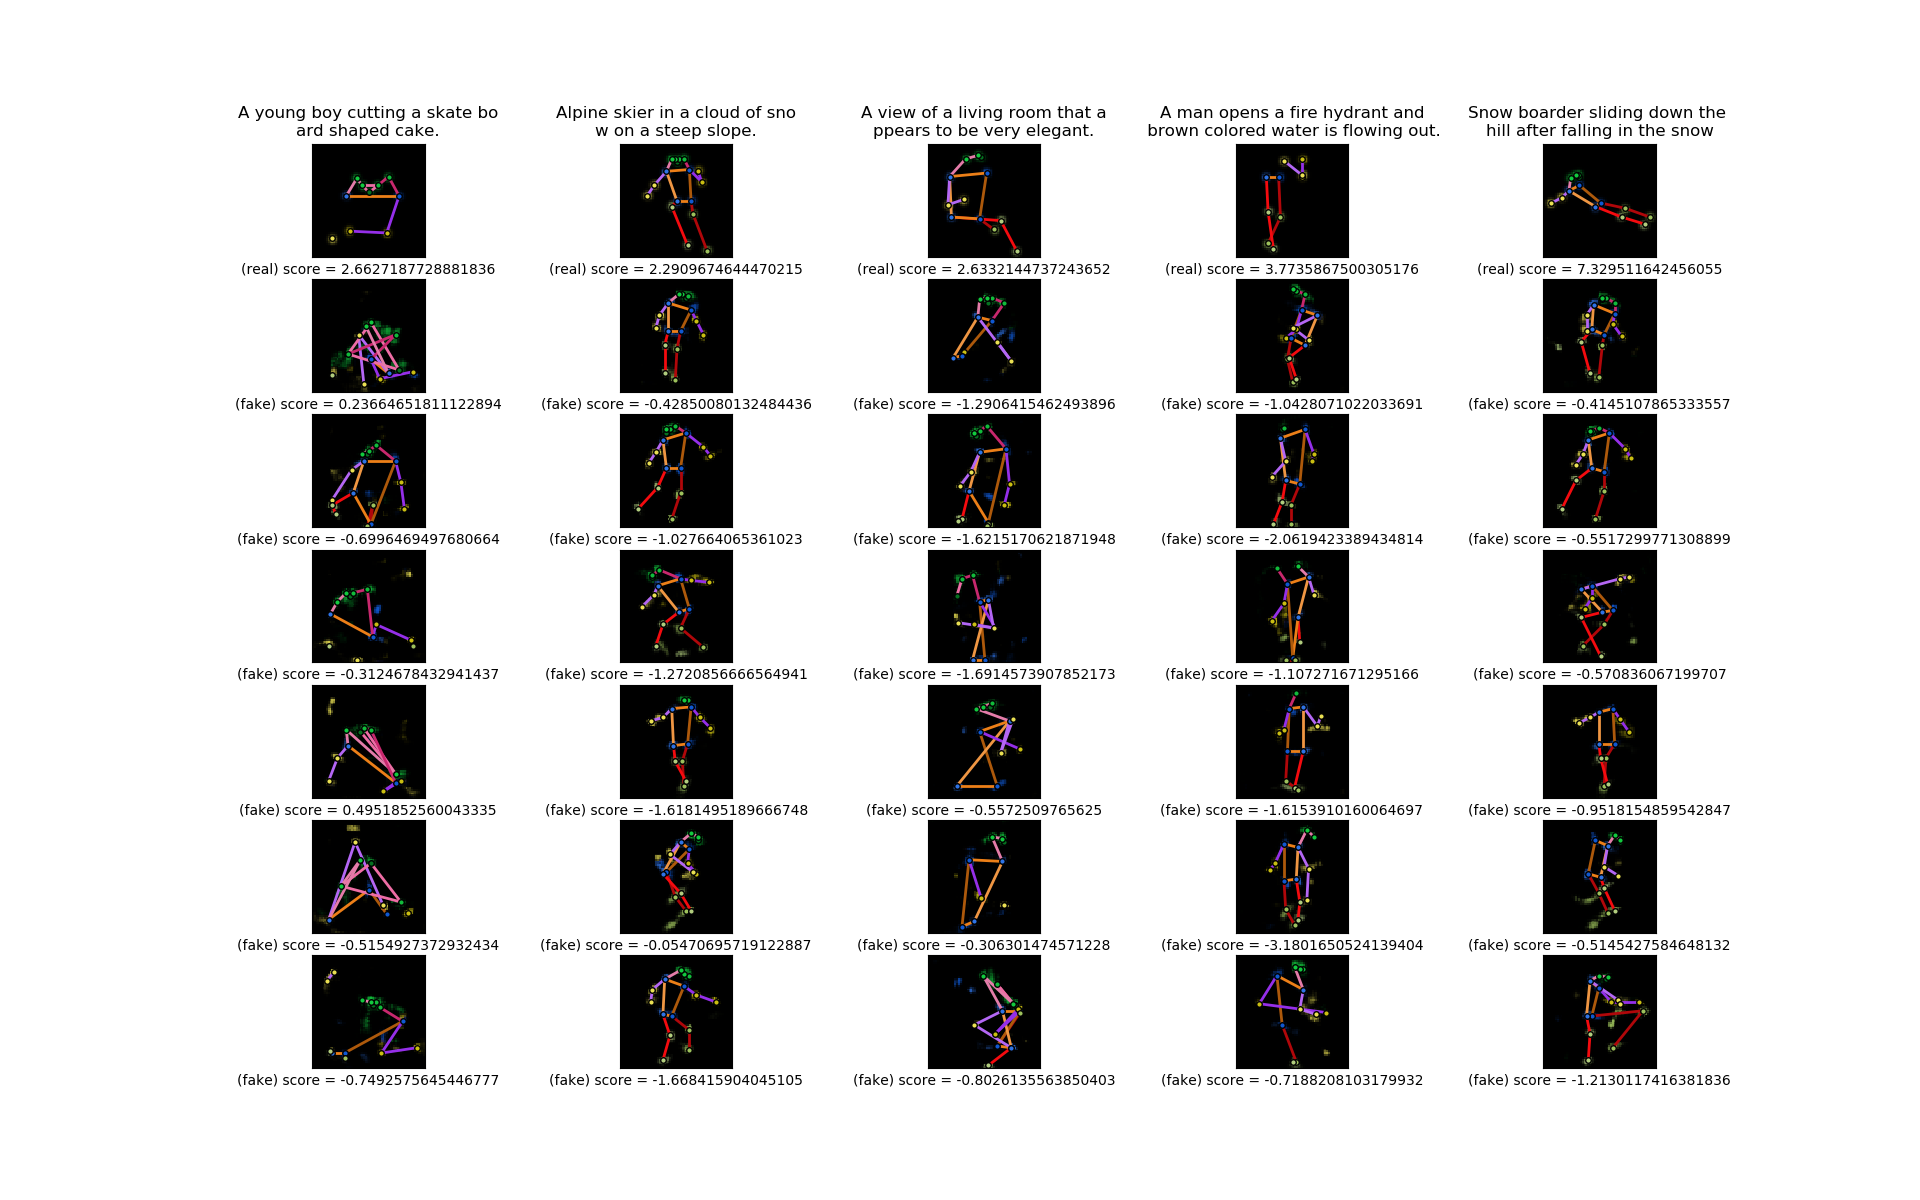 A young boy cutting a skate bo
ard shaped cake.
Alpine skier in a cloud of sno
w on a steep slope.
A view of a living room that a
ppears to be very elegant.
A man opens a fire hydrant and
brown colored water is flowing out.
Snow boarder sliding down the
hill after falling in the snow
(real) score = 2.6627187728881836
(real) score = 2.2909674644470215
(real) score = 2.6332144737243652
(real) score = 3.7735867500305176
(real) score = 7.329511642456055
(fake) score = 0.23664651811122894
(fake) score = -0.42850080132484436
(fake) score = -1.2906415462493896
(fake) score = -1.0428071022033691
(fake) score = -0.4145107865333557
(fake) score = -0.6996469497680664
(fake) score = -1.027664065361023
(fake) score = -1.6215170621871948
(fake) score = -2.0619423389434814
(fake) score = -0.5517299771308899
(fake) score = -0.3124678432941437
(fake) score = -1.2720856666564941
(fake) score = -1.6914573907852173
(fake) score = -1.107271671295166
(fake) score = -0.570836067199707
(fake) score = 0.4951852560043335
(fake) score = -1.6181495189666748
(fake) score = -0.5572509765625
(fake) score = -1.6153910160064697
(fake) score = -0.9518154859542847
(fake) score = -0.5154927372932434
(fake) score = -0.05470695719122887
(fake) score = -0.306301474571228
(fake) score = -3.1801650524139404
(fake) score = -0.5145427584648132
(fake) score = -0.7492575645446777
(fake) score = -1.668415904045105
(fake) score = -0.8026135563850403
(fake) score = -0.7188208103179932
(fake) score = -1.2130117416381836